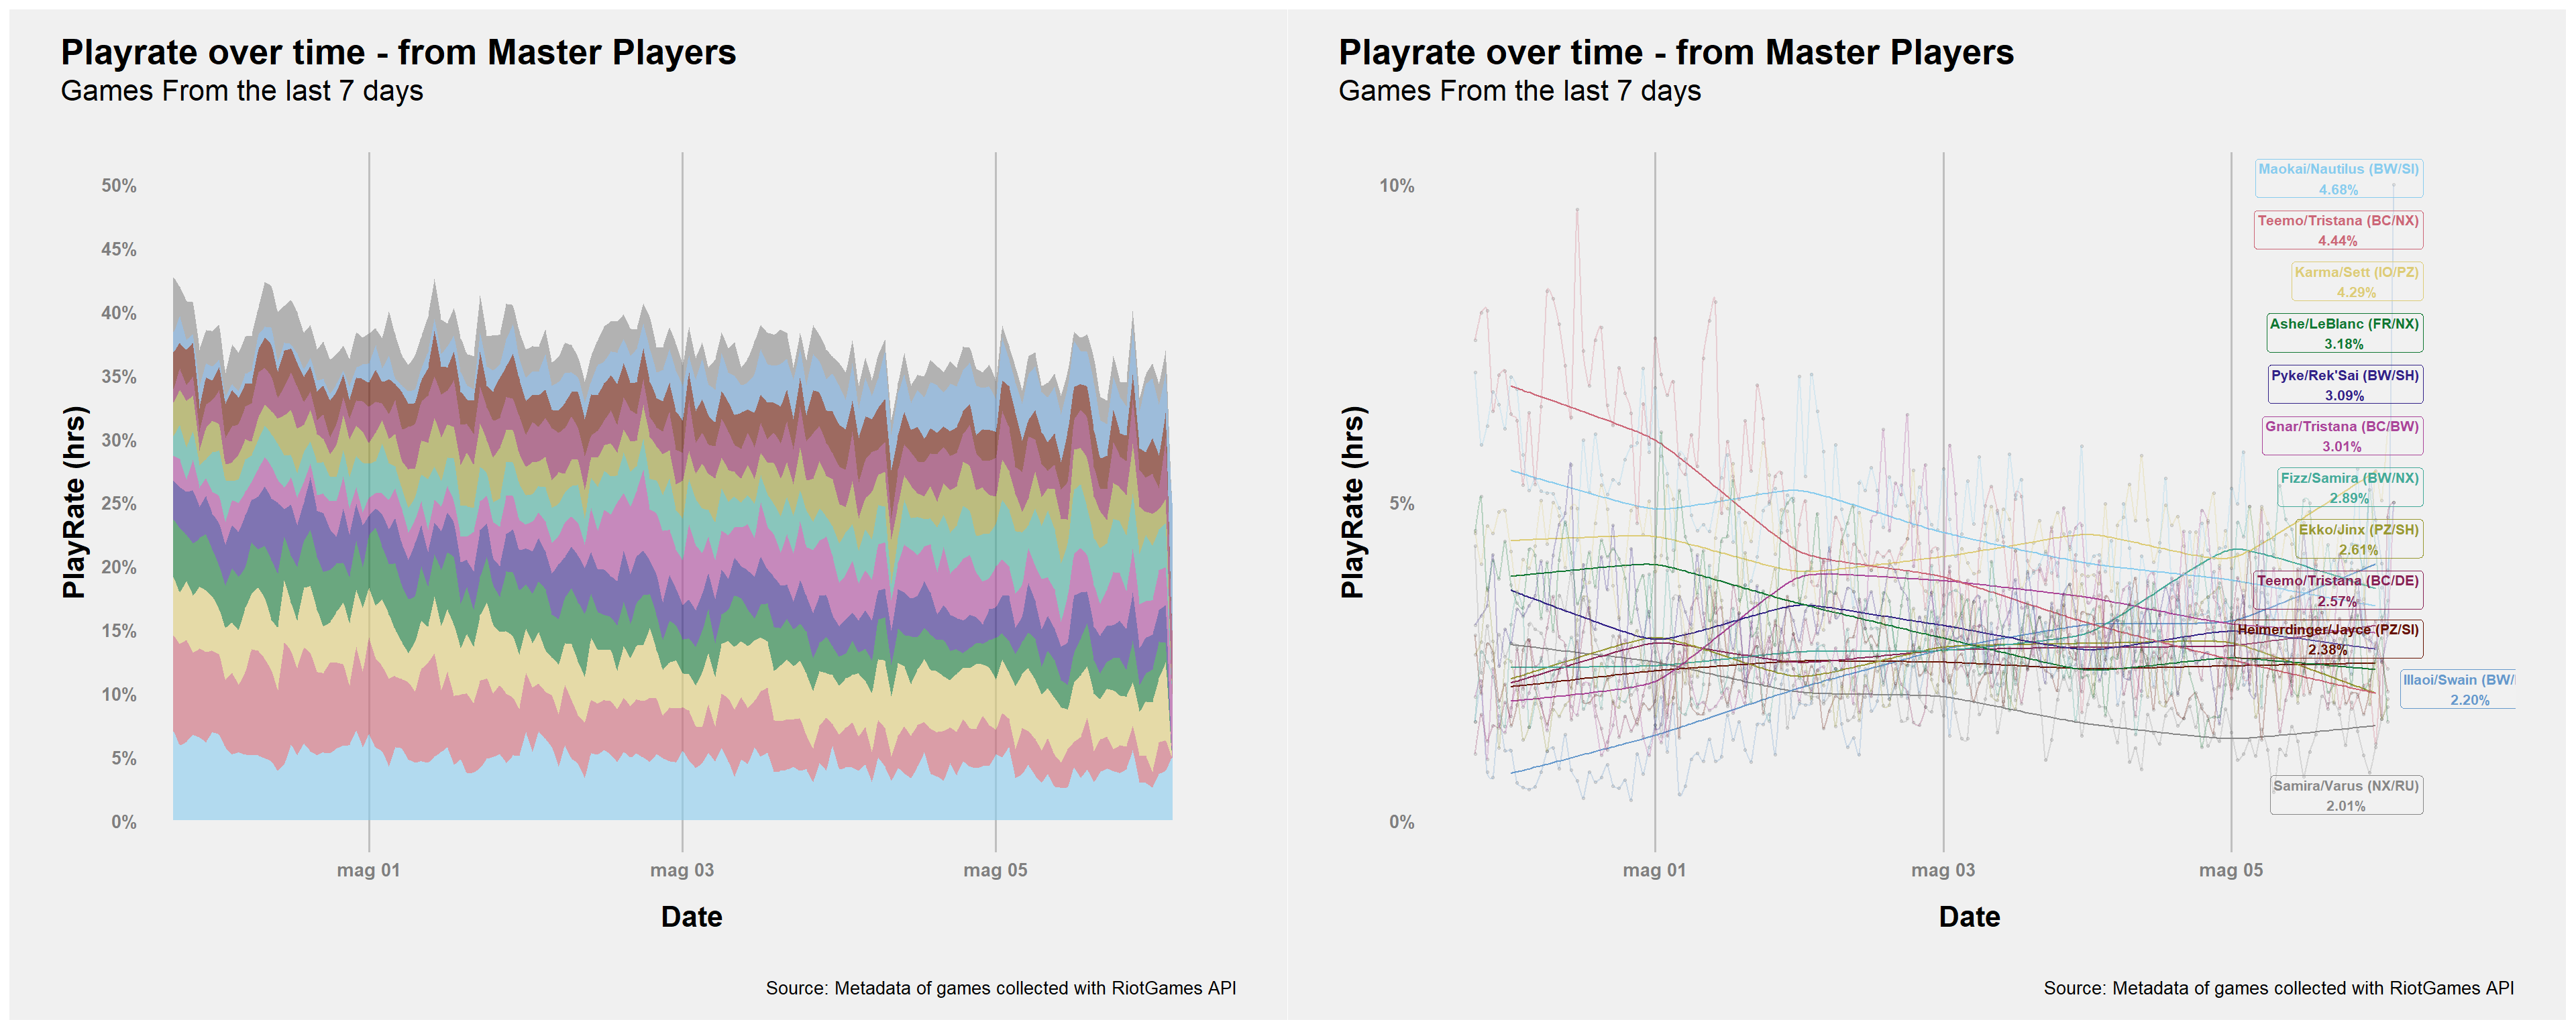 Playrate over time - from Master Players
Games From the last 7 days
50%
45%
40%
35%
30%
25%
20%
15%
10%
5%
0%
PlayRate (hrs)
mag 01
mag 03
mag 05
Date
Source: Metadata of games collected with RiotGames API
Playrate over time - from Master Players
Games From the last 7 days
10%
5%
0%
PlayRate (hrs)
Maokai/Nautilus (BW/SI)
4.68%
Teemo/Tristana (BC/NX)
4.44%
Karma/Sett (IO/PZ)
4.29%
Ashe/LeBlanc (FR/NX)
3.18%
Pyke/Rek'Sai (BW/SH)
3.09%
Gnar/Tristana (BC/BW)
3.01%
Fizz/Samira (BW/NX)
2.89%
Ekko/Jinx (PZ/SH)
2.61%
Teemo/Tristana (BC/DE)
2.57%
Heimerdinger/Jayce (PZ/SI)
2.38%
Illaoi/Swain (BW/
2.20%
Samira/Varus (NX/RU)
2.01%
mag 01
mag 03
mag 05
Date
Source: Metadata of games collected with RiotGames API